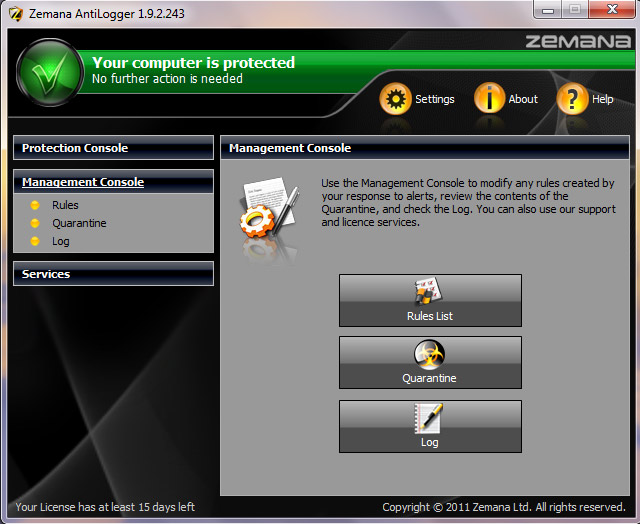 Zemana AntiLogger 1.9.2.243
ZEMANA
Your computer is protected
No further action is needed
Settings
About
Help
Protection Console
Management Console
Rules
Quarantine
Log
Services
Management Console
Use the Management Console to modify any rules created by
your response to alerts, review the contents of the
Quarantine, and check the Log. You can also use our support
and licence services.
Rules List
Quarantine
Log
Your License has at least 15 days left
Copyright © 2011 Zemana Ltd. All rights reserved.